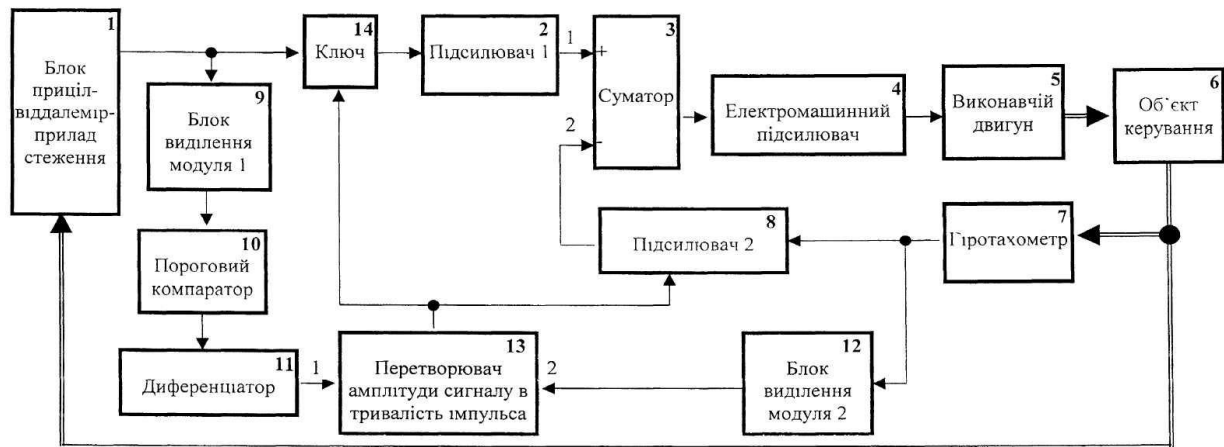 1
Блок
приціл-
віддалемір-
прилад
стеження
14
Ключ
2
Підсилювач 1
1
3
+
Суматор
2
-
4
Електромашинний
підсилювач
5
Виконавчій
двигун
6
Об`єкт
керування
9
Блок
виділення
модуля 1
8
Підсилювач 2
7
Гіротахометр
10
Пороговий
компаратор
11
Диференціатор
1
13
Перетворювач
амплітуди сигналу в
тривалість імпульса
2
12
Блок
виділення
модуля 2